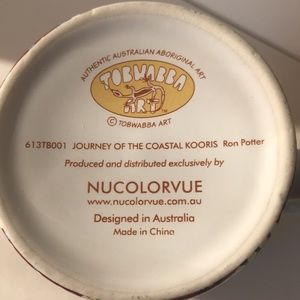 AUTHENTIC AUSTRALIAN ABORIGINAL ART
TOBWABBA
ART™
© TOBWABBA ART
613TB001 JOURNEY OF THE COASTAL KOORIS Ron Potter
Produced and distributed exclusively by
NUCOLORVUE
www.nucolorvue.com.au
Designed in Australia
Made in China